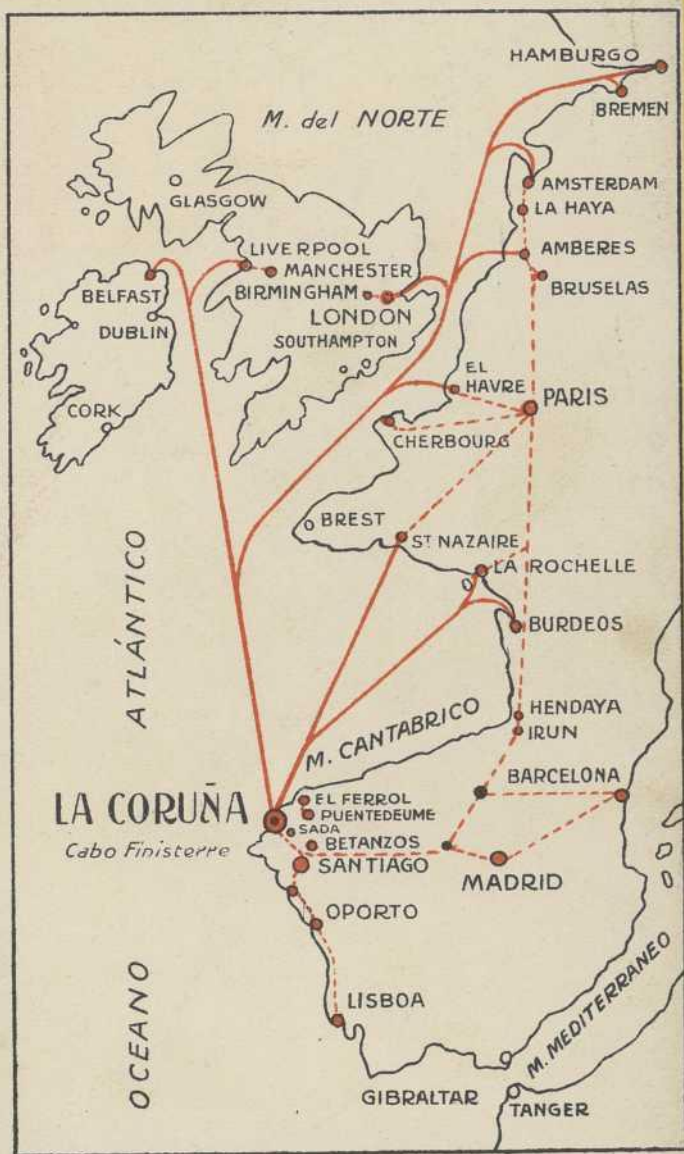 HAMBURGO
BREMEN
M. del NORTE
GLASGOW
AMSTERDAM
LA HAYA
LIVERPOOL
MANCHESTER
AMBERES
BELFAST
BIRMINGHAM
BRUSELAS
DUBLIN
LONDON
SOUTHAMPTON
EL
HAVRE
PARIS
CORK
CHERBOURG
BREST
ST. NAZAIRE
LA ROCHELLE
BURDEOS
ATLÁNTICO
HENDAYA
IRUN
M. CANTABRICO
BARCELONA
LA CORUÑA
EL FERROL
PUENTEDEUME
SADA
BETANZOS
Cabo Finisterre
SANTIAGO
MADRID
OPORTO
OCEANO
LISBOA
M. MEDITERRANEO
GIBRALTAR
TANGER